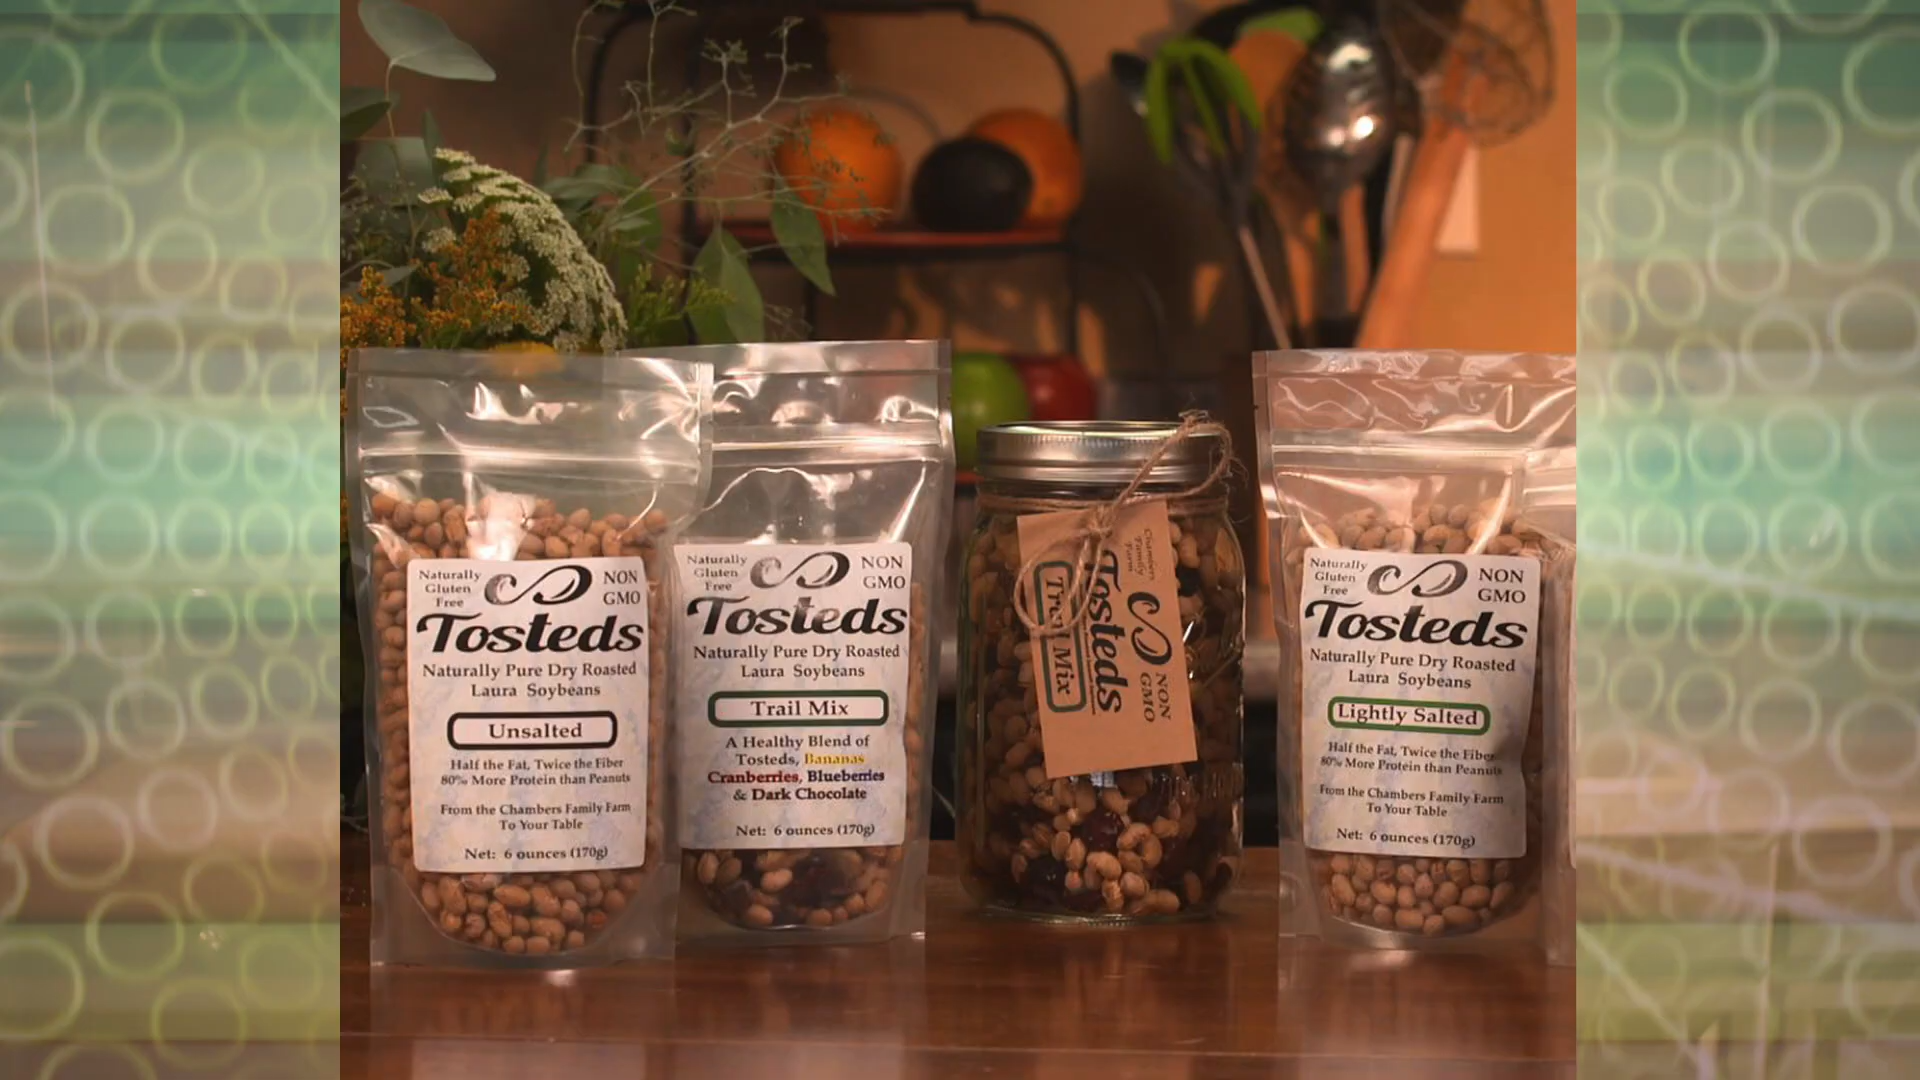 Naturally
Gluten
Free
NON
GMO
Tosteds
Naturally Pure Dry Roasted
Laura Soybeans
Unsalted
Half the Fat, Twice the Fiber
80% More Protein than Peanuts
From the Chambers Family Farm
To Your Table
Net: 6 ounces (170g)
Naturally
Gluten
Free
NON
GMO
Tosteds
Naturally Pure Dry Roasted
Laura Soybeans
Trail Mix
A Healthy Blend of
Tosteds, Bananas
Cranberries, Blueberries
& Dark Chocolate
Net: 6 ounces (170g)
Chambers
Family
Farm
NON
GMO
Tosteds
Trail Mix
Naturally
Gluten
Free
NON
GMO
Tosteds
Naturally Pure Dry Roasted
Laura Soybeans
Lightly Salted
Half the Fat, Twice the Fiber
80% More Protein than Peanuts
From the Chambers Family Farm
To Your Table
Net: 6 ounces (170g)